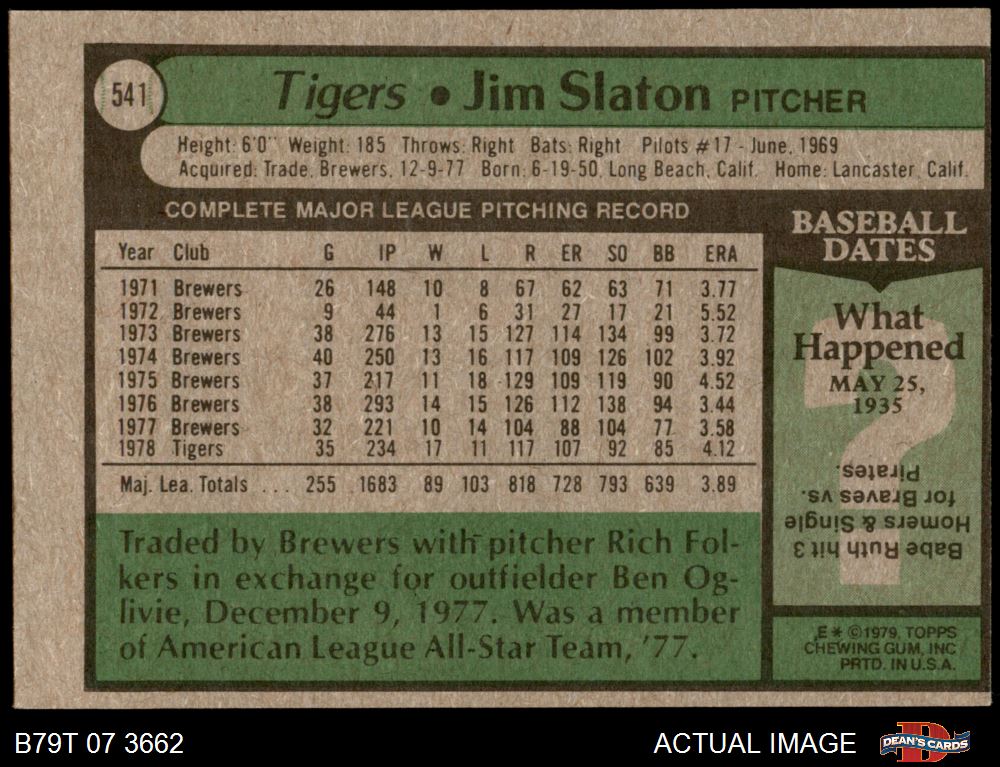 541
Tigers • Jim Slaton PITCHER
Height: 6'0" Weight: 185 Throws: Right Bats: Right Pilots #17 - June, 1969
Acquired: Trade, Brewers, 12-9-77 Born: 6-19-50, Long Beach, Calif. Home: Lancaster, Calif.
COMPLETE MAJOR LEAGUE PITCHING RECORD
Year Club G IP W L R ER SO BB ERA
1971 Brewers 26 148 10 8 67 62 63 71 3.77
1972 Brewers 9 44 1 6 31 27 17 21 5.52
1973 Brewers 38 276 13 15 127 114 134 99 3.72
1974 Brewers 40 250 13 16 117 109 126 102 3.92
1975 Brewers 37 217 11 18 129 109 119 90 4.52
1976 Brewers 38 293 14 15 126 112 138 94 3.44
1977 Brewers 32 221 10 14 104 88 104 77 3.58
1978 Tigers 35 234 17 11 117 107 92 85 4.12
Maj. Lea. Totals ... 255 1683 89 103 818 728 793 639 3.89
Traded by Brewers with pitcher Rich Fol-
kers in exchange for outfielder Ben Og-
livie, December 9, 1977. Was a member
of American League All-Star Team, '77.
BASEBALL
DATES
What
Happened
MAY 25,
1935
?
Babe Ruth hit 3
Homers & Single
for Braves vs.
Pirates.
E * © 1979, TOPPS
CHEWING GUM, INC
PRTD. IN U.S.A.
B79T 07 3662
ACTUAL IMAGE
D
DEAN'S CARDS